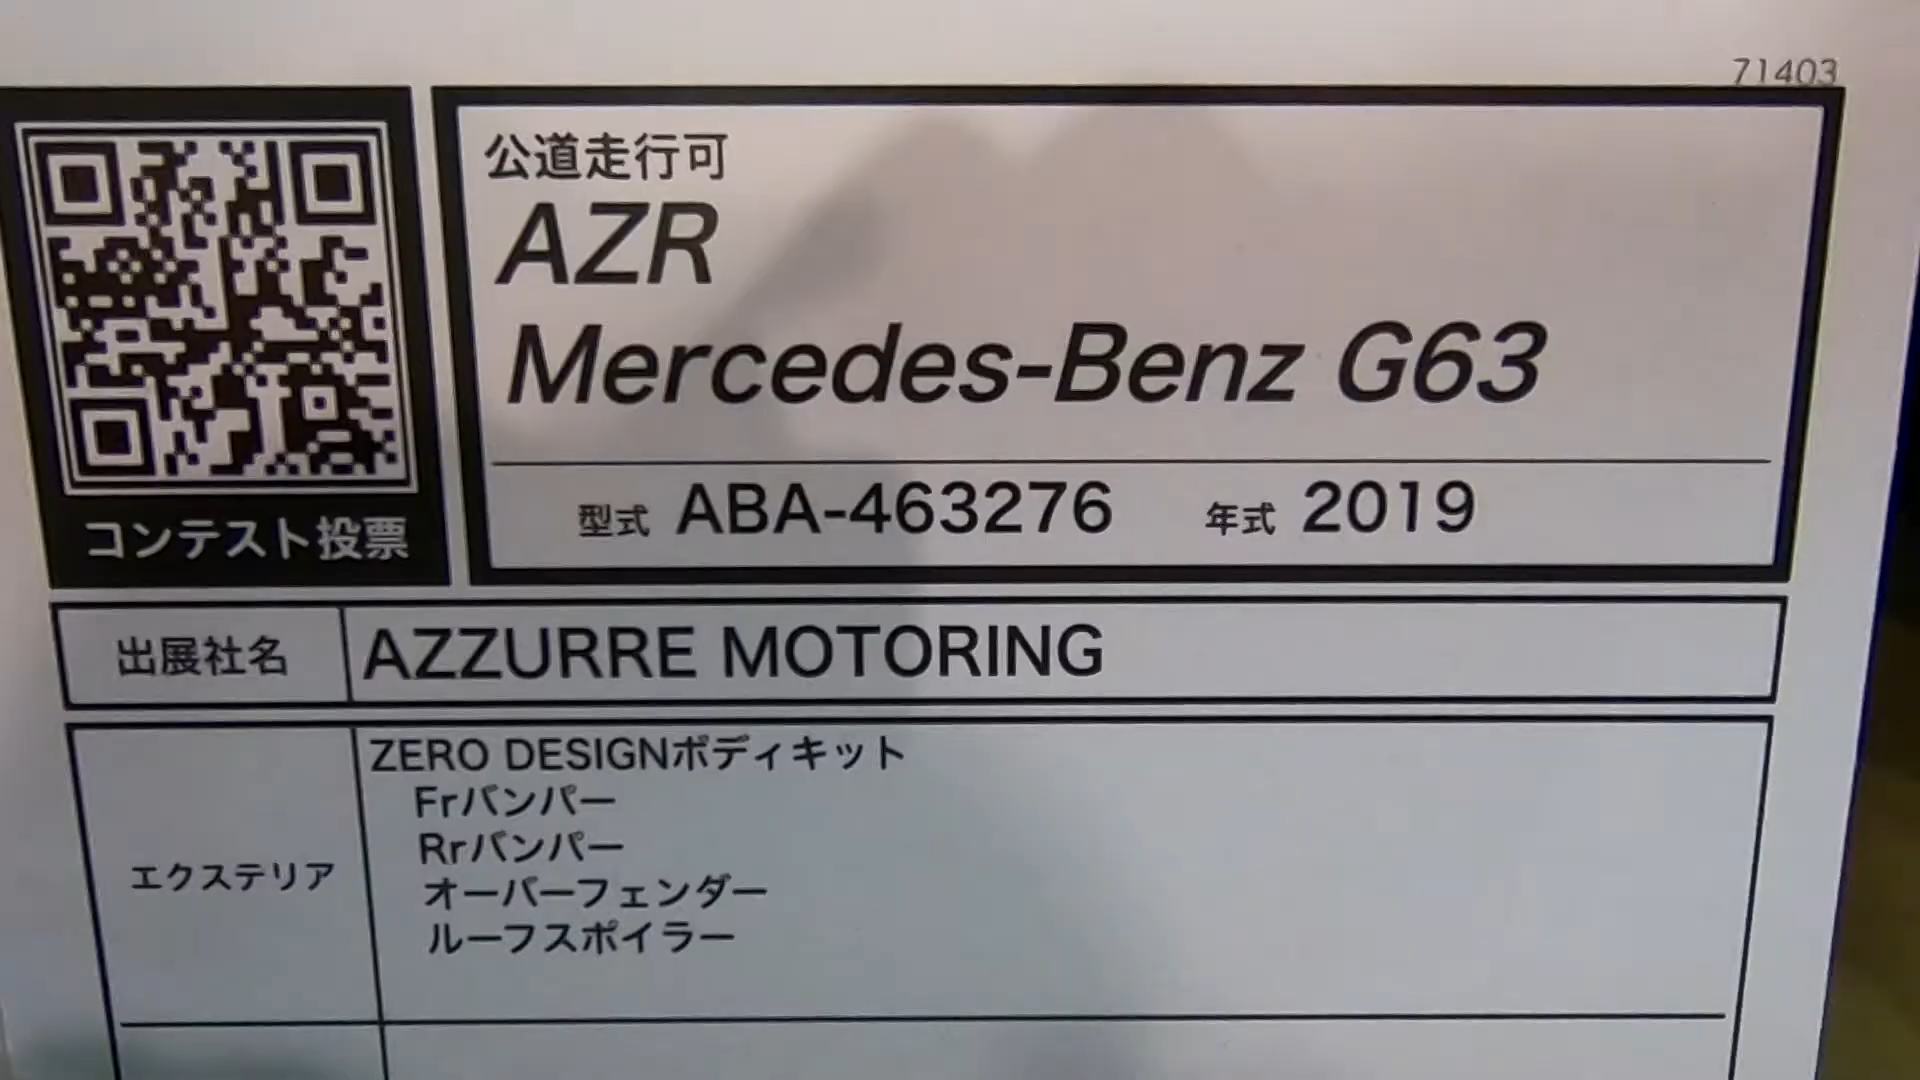 71403
公道走行可
AZR
Mercedes-Benz G63
型式 ABA-463276 年式 2019
コンテスト投票
出展社名 AZZURRE MOTORING
エクステリア
ZERO DESIGNボディキット
Frバンパー
Rrバンパー
オーバーフェンダー
ルーフスポイラー